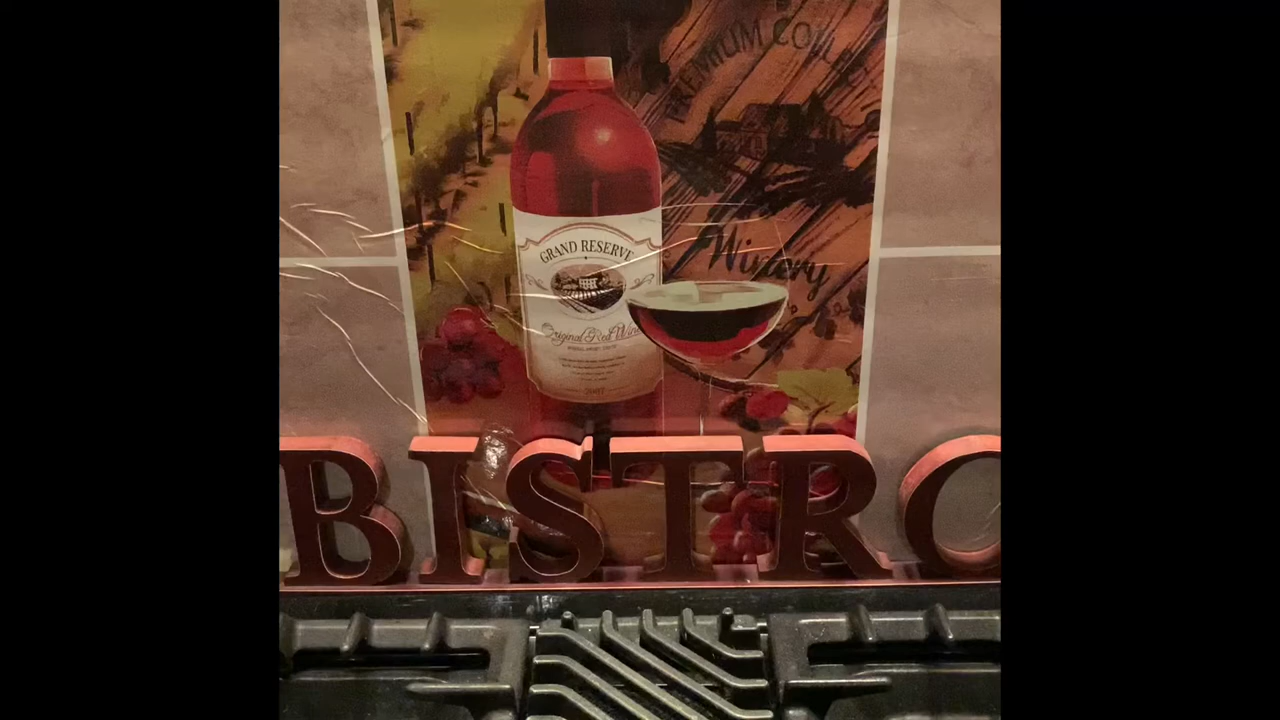 PREMIUM COLL
Winery
GRAND RESERVE
Original Red Wine
BISTRO